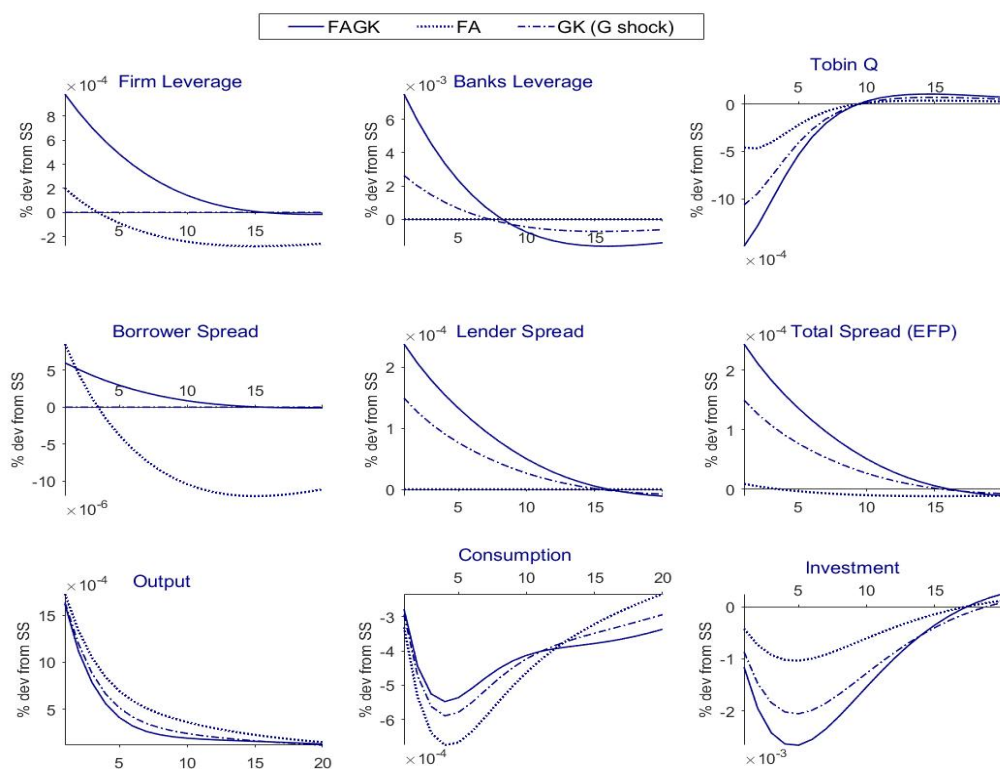 FAGK FA GK (G shock)
×10⁻⁴ Firm Leverage
% dev from SS
8
6
4
2
0
-2
5 10 15
×10⁻³ Banks Leverage
% dev from SS
6
4
2
0
5 10 15
Tobin Q
% dev from SS
5 15
0
-5
-10
×10⁻⁴
Borrower Spread
% dev from SS
5
0
-5
-10
5 10 15
×10⁻⁶
×10⁻⁴ Lender Spread
% dev from SS
2
1
0
5 10 15
×10⁻⁴ Total Spread (EFP)
% dev from SS
2
1
0
5 10 15
×10⁻⁴ Output
% dev from SS
15
10
5
5 10 15 20
Consumption
% dev from SS
5 10 15 20
-3
-4
-5
-6
×10⁻⁴
Investment
% dev from SS
5 10 15
0
-1
-2
×10⁻³